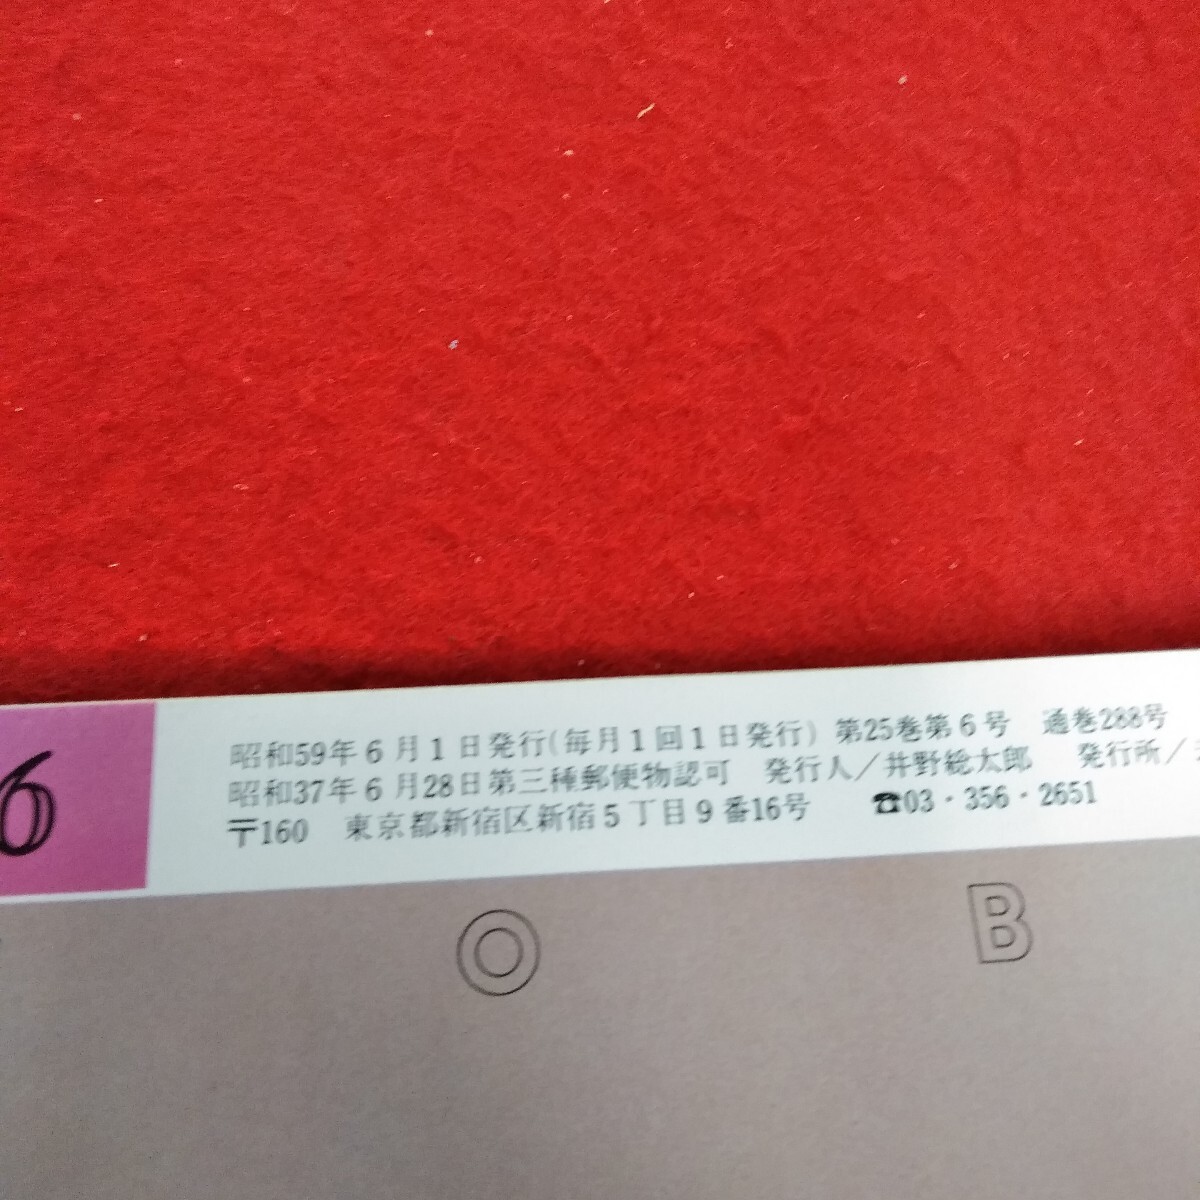 6
昭和59年6月1日発行(毎月1回1日発行) 第25巻第6号 通巻288号
昭和37年6月28日第三種郵便物認可 発行人/井野総太郎 発行所/
〒160 東京都新宿区新宿5丁目9番16号 ☎03・356・2651
O B